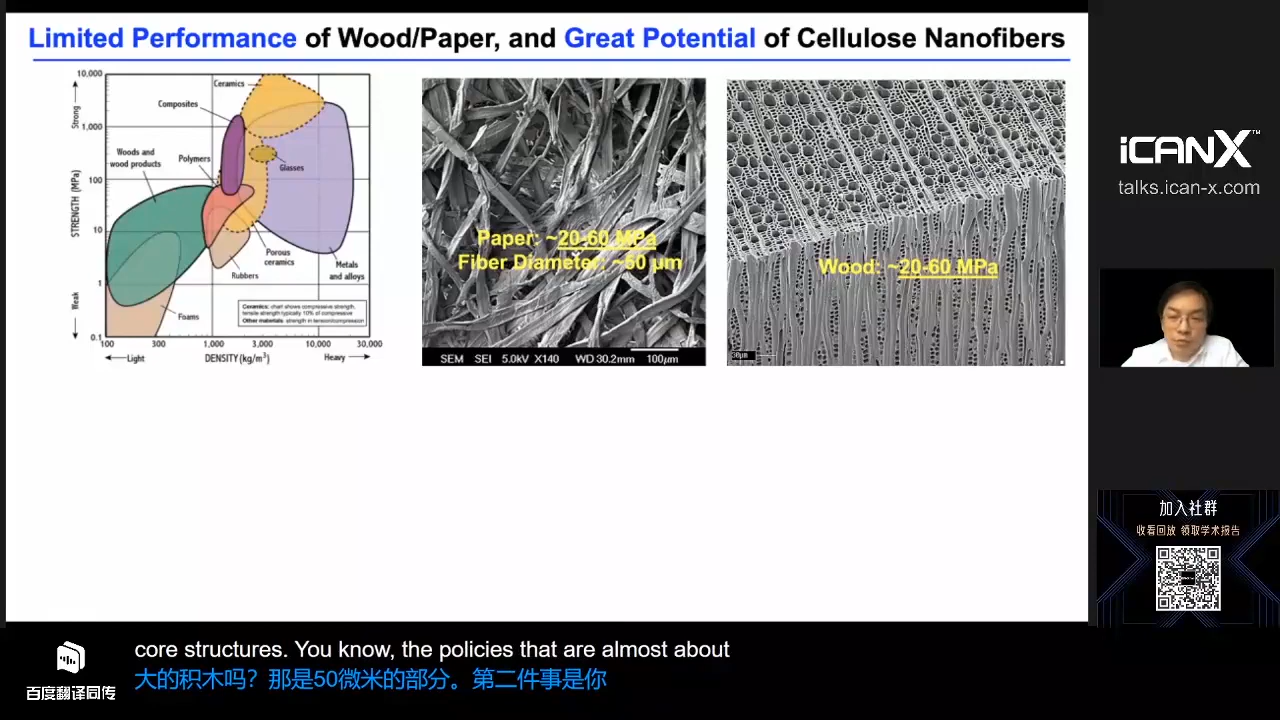 Limited Performance of Wood/Paper, and Great Potential of Cellulose Nanofibers
10,000
1,000
100
10
1
0.1
Strong
STRENGTH (MPa)
Weak
Ceramics
Composites
Woods and
wood products
Polymers
Glasses
Porous
ceramics
Metals
and alloys
Rubbers
Foams
Ceramics: chart shows compressive strength,
tensile strength typically 10% of compressive
Other materials: strength in tension/compression
100 300 1,000 3,000 10,000 30,000
Light DENSITY (kg/m³) Heavy
Paper: ~20-60 MPa
Fiber Diameter: ~50 μm
SEM SEI 5.0kV X140 WD 30.2mm 100μm
Wood: ~20-60 MPa
iCANX™
talks.ican-x.com
加入社群
收看回放 领取学术报告
百度翻译同传
core structures. You know, the policies that are almost about
大的积木吗？那是50微米的部分。第二件事是你